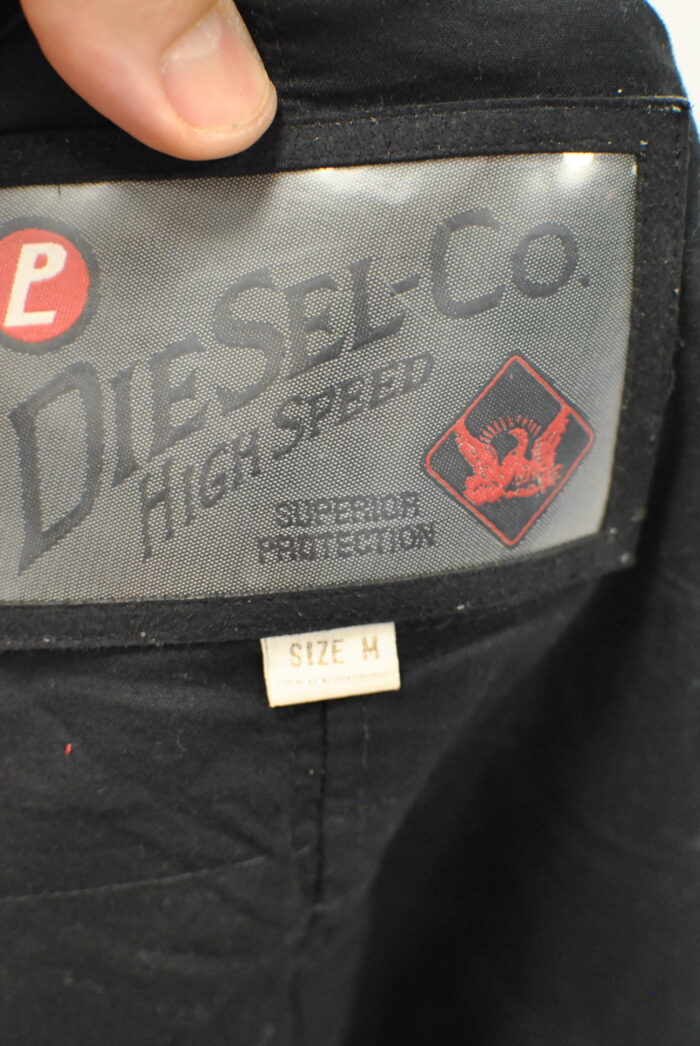 DIESEL-CO.
HIGH SPEED
SUPERIOR
PROTECTION
SIZE M